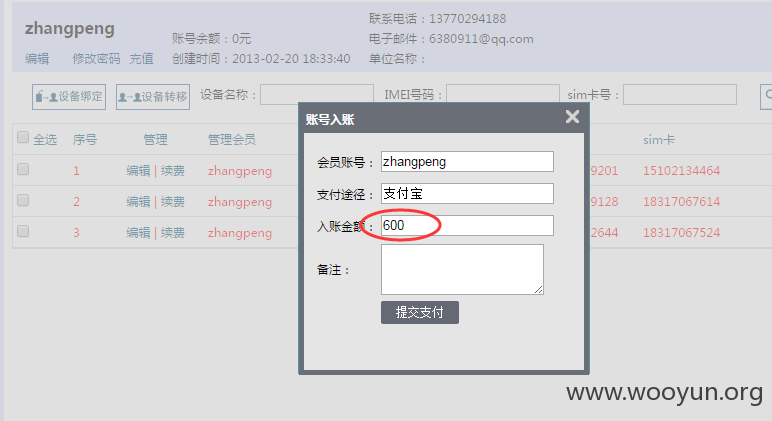 zhangpeng
联系电话：13770294188
账号余额：0元
电子邮件：6380911@qq.com
编辑 修改密码 充值 创建时间：2013-02-20 18:33:40 单位名称：
设备绑定 设备转移 设备名称： IMEI号码： sim卡号：
账号入账
全选 序号 管理 管理会员 sim卡
会员账号： zhangpeng
1 编辑 | 续费 zhangpeng 9201 15102134464
支付途径： 支付宝
2 编辑 | 续费 zhangpeng 9128 18317067614
入账金额： 600
3 编辑 | 续费 zhangpeng 2644 18317067524
备注：
提交支付
www.wooyun.org